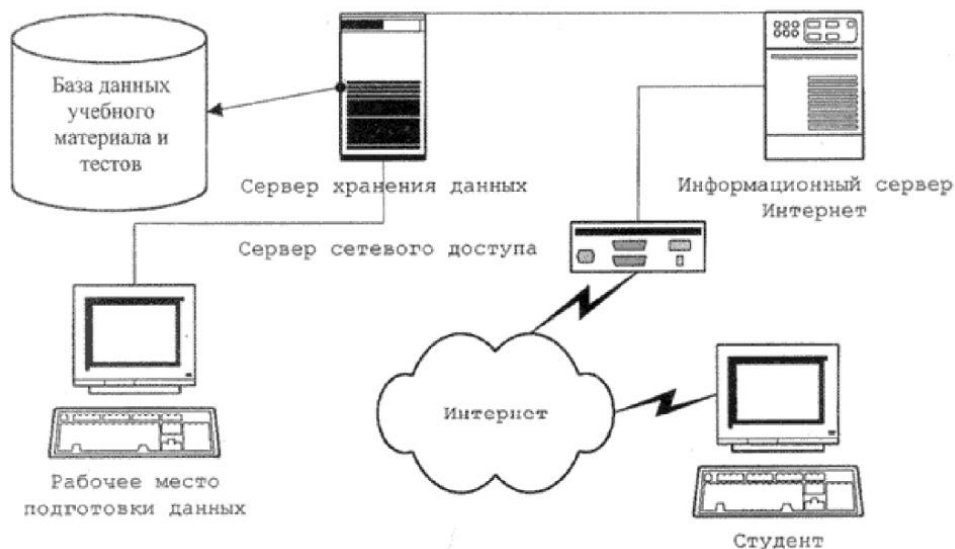 База данных
учебного
материала и
тестов
Сервер хранения данных
Информационный сервер
Интернет
Сервер сетевого доступа
Интернет
Рабочее место
подготовки данных
Студент